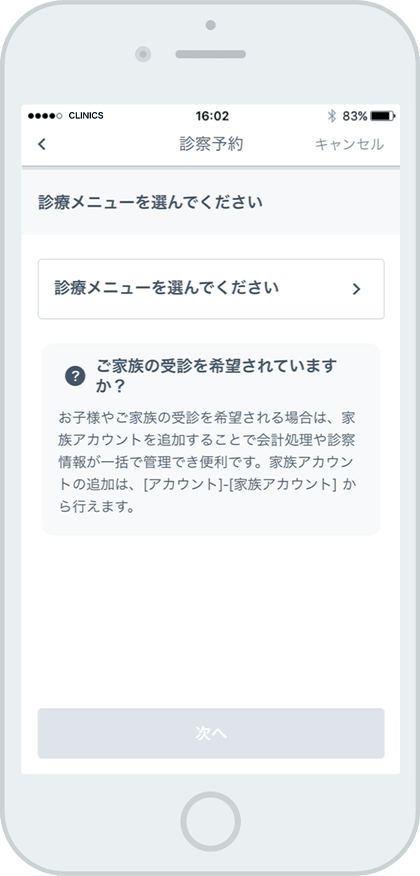 CLINICS 16:02 83%
診察予約 キャンセル
診療メニューを選んでください
診療メニューを選んでください
? ご家族の受診を希望されています
か？
お子様やご家族の受診を希望される場合は、家
族アカウントを追加することで会計処理や診察
情報が一括で管理でき便利です。家族アカウン
トの追加は、[アカウント]-[家族アカウント] か
ら行えます。
次へ